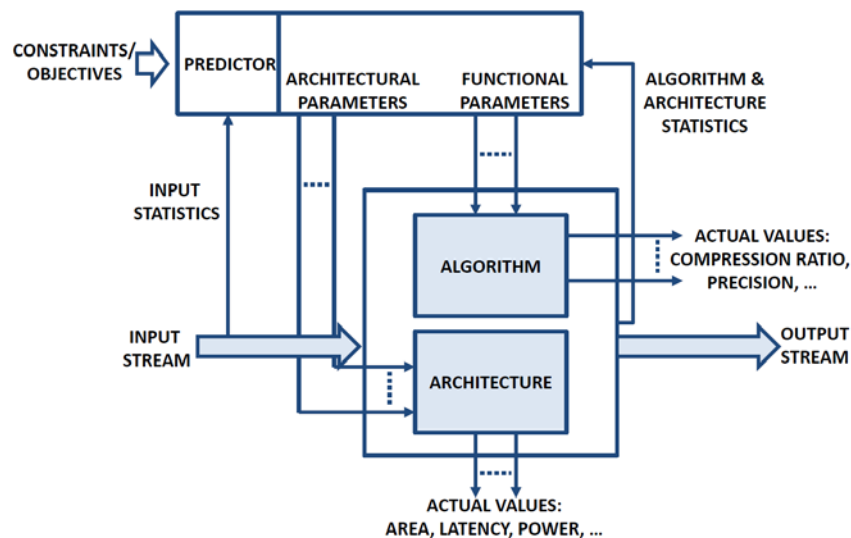 CONSTRAINTS/
OBJECTIVES
PREDICTOR
ARCHITECTURAL
PARAMETERS
FUNCTIONAL
PARAMETERS
ALGORITHM &
ARCHITECTURE
STATISTICS
INPUT
STATISTICS
ALGORITHM
ACTUAL VALUES:
COMPRESSION RATIO,
PRECISION, ...
INPUT
STREAM
ARCHITECTURE
OUTPUT
STREAM
ACTUAL VALUES:
AREA, LATENCY, POWER, ...